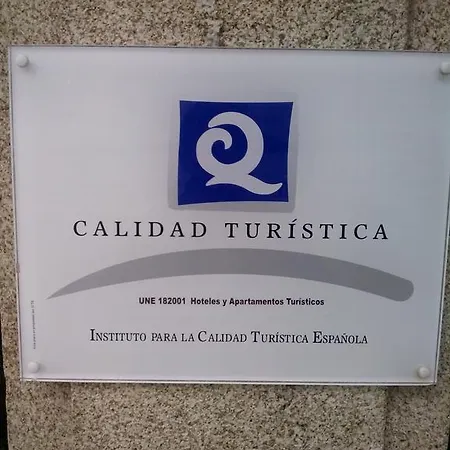 Q
CALIDAD TURÍSTICA
UNE 182001 Hoteles y Apartamentos Turísticos
INSTITUTO PARA LA CALIDAD TURÍSTICA ESPAÑOLA